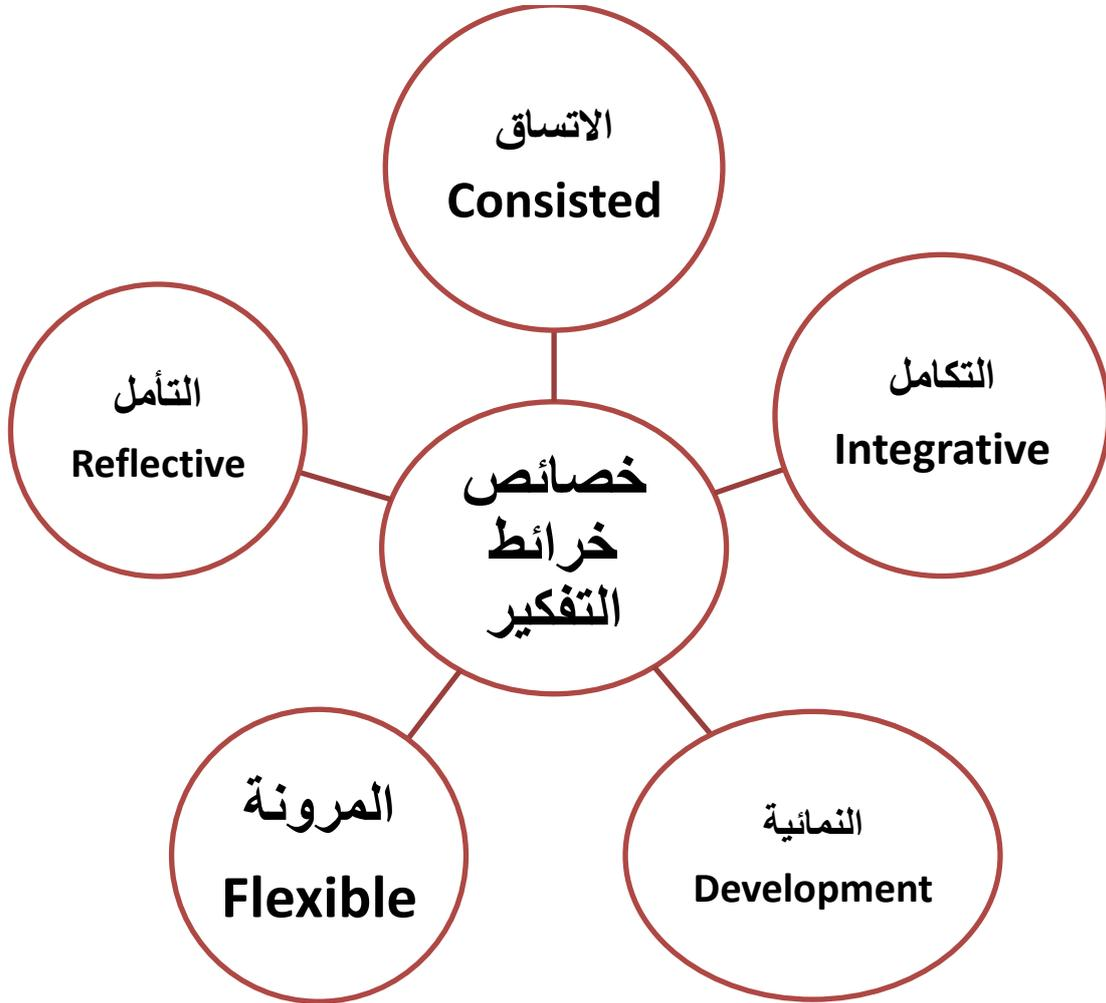 الاتساق
Consisted
التكامل
Integrative
التأمل
Reflective
خصائص
خرائط
التفكير
المرونة
Flexible
النمائية
Development